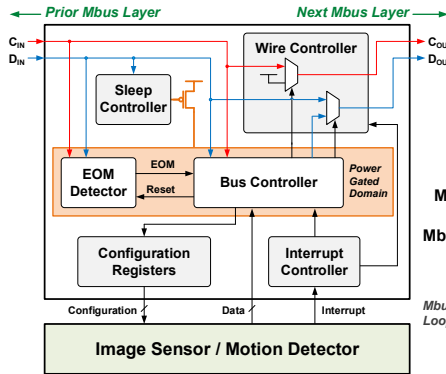 Prior Mbus Layer
Next Mbus Layer
CIN
DIN
Wire Controller
Sleep
Controller
EOM
Detector
EOM
Reset
Bus Controller
Power
Gated
Domain
Configuration
Registers
Interrupt
Controller
Configuration
Data
Interrupt
Image Sensor / Motion Detector